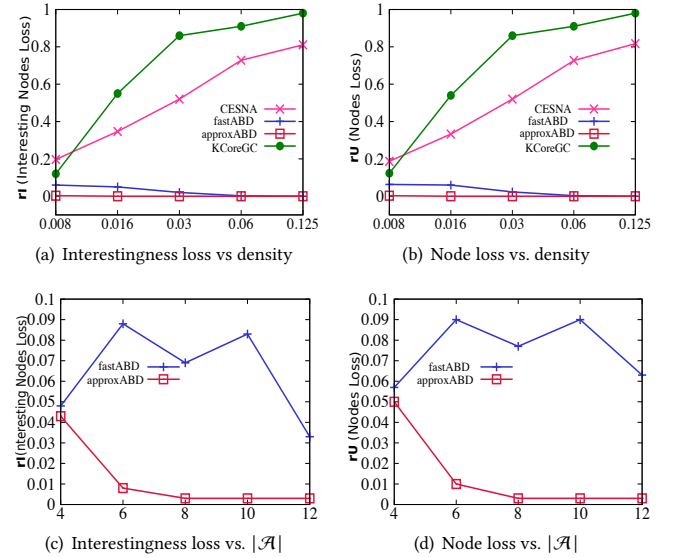 1
0.8
0.6
0.4
0.2
0
rI (Interesting Nodes Loss)
CESNA
fastABD
approxABD
KCoreGC
0.008 0.016 0.03 0.06 0.125
(a) Interestingness loss vs density
1
0.8
0.6
0.4
0.2
0
rU (Nodes Loss)
CESNA
fastABD
approxABD
KCoreGC
0.008 0.016 0.03 0.06 0.125
(b) Node loss vs. density
0.1
0.09
0.08
0.07
0.06
0.05
0.04
0.03
0.02
0.01
0
rI(nteresting Nodes Loss)
fastABD
approxABD
4 6 8 10 12
(c) Interestingness loss vs. |𝒜|
0.1
0.09
0.08
0.07
0.06
0.05
0.04
0.03
0.02
0.01
0
rU (Nodes Loss)
fastABD
approxABD
4 6 8 10 12
(d) Node loss vs. |𝒜|